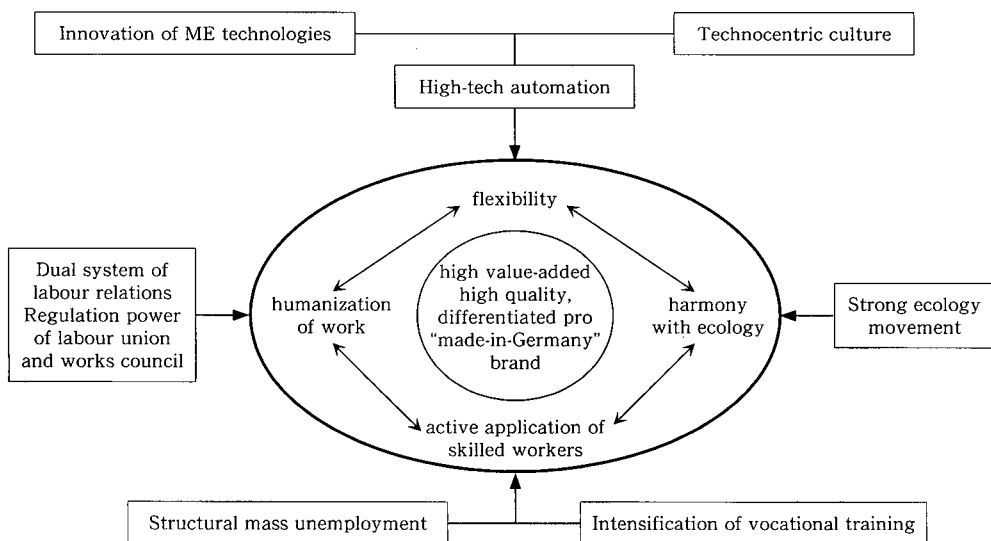 Innovation of ME technologies
Technocentric culture
High-tech automation
flexibility
Dual system of
labour relations
Regulation power
of labour union
and works council
humanization
of work
high value-added
high quality,
differentiated pro
"made-in-Germany"
brand
harmony
with ecology
Strong ecology
movement
active application of
skilled workers
Structural mass unemployment
Intensification of vocational training